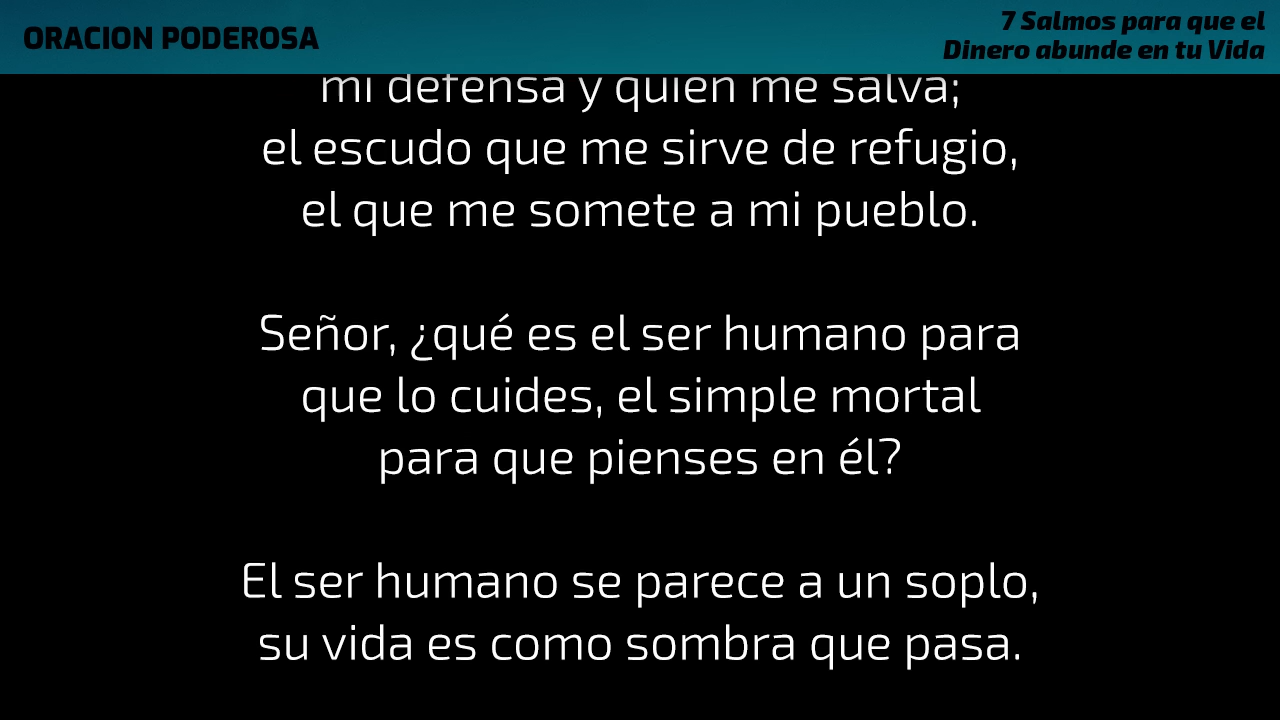 ORACION PODEROSA
7 Salmos para que el
Dinero abunde en tu Vida
mi defensa y quien me salva;
el escudo que me sirve de refugio,
el que me somete a mi pueblo.
Señor, ¿qué es el ser humano para
que lo cuides, el simple mortal
para que pienses en él?
El ser humano se parece a un soplo,
su vida es como sombra que pasa.